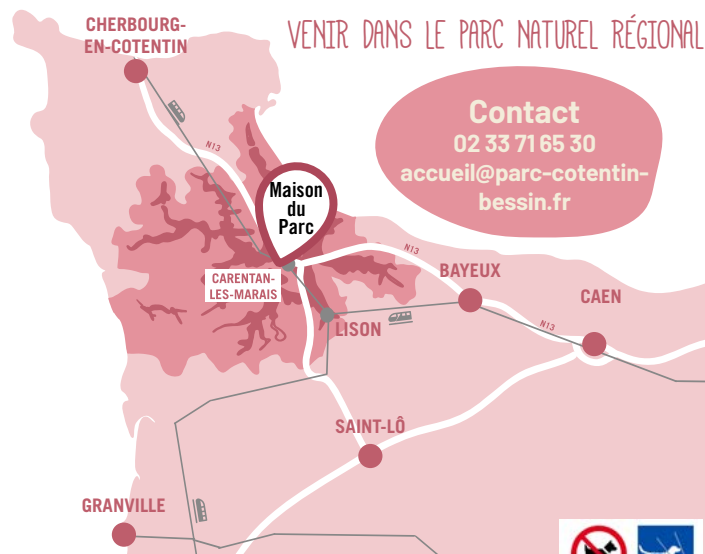 VENIR DANS LE PARC NATUREL RÉGIONAL
CHERBOURG-
EN-COTENTIN
Contact
02 33 71 65 30
accueil@parc-cotentin-
bessin.fr
N13
Maison
du
Parc
N13
CARENTAN-
LES-MARAIS
BAYEUX
CAEN
LISON
N13
SAINT-LÔ
GRANVILLE